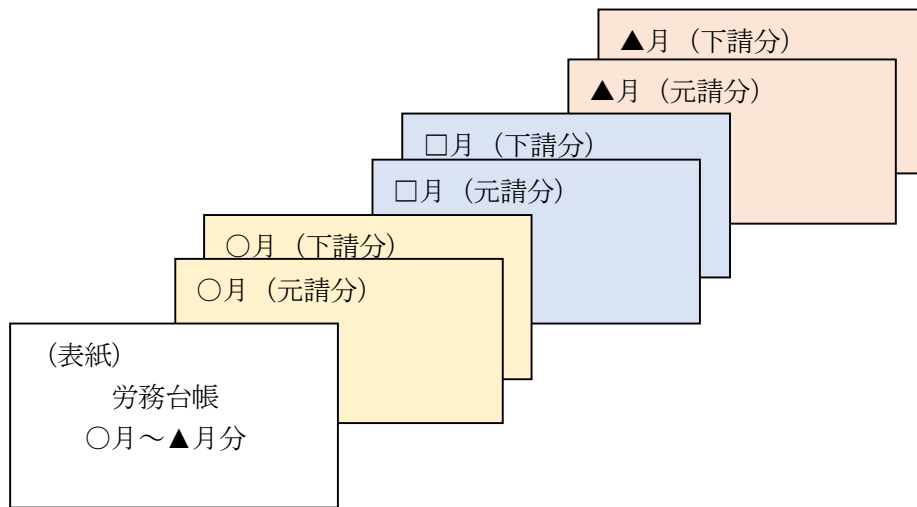 ▲月（下請分）
▲月（元請分）
□月（下請分）
□月（元請分）
○月（下請分）
○月（元請分）
（表紙）
労務台帳
○月～▲月分